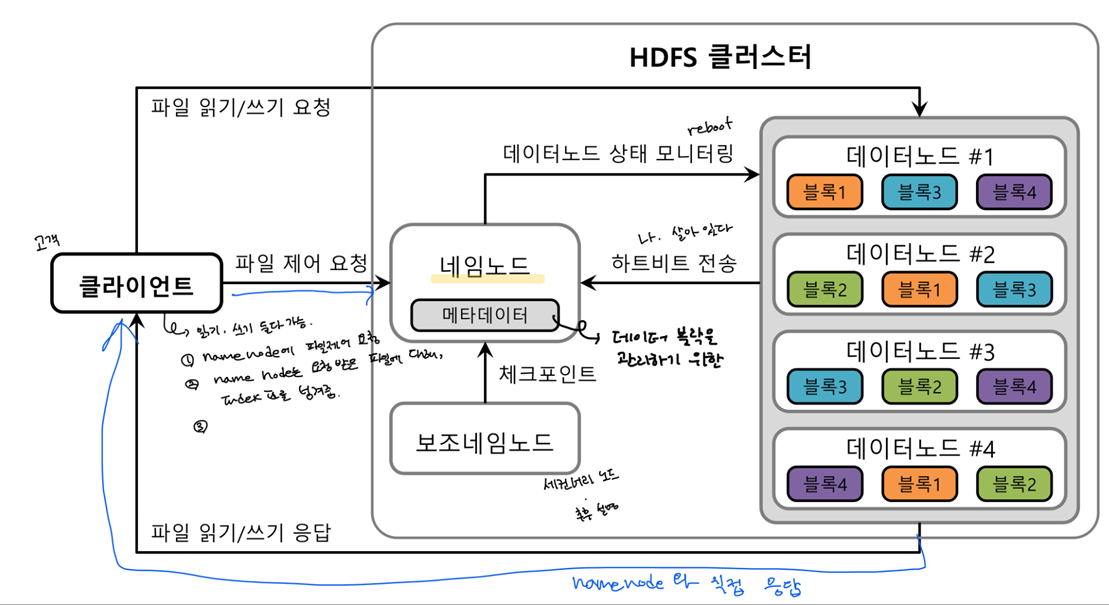 HDFS 클러스터
파일 읽기/쓰기 요청
reboot
데이터노드 상태 모니터링
데이터노드 #1
블록1 블록3 블록4
고객
클라이언트
파일 제어 요청
네임노드
메타데이터
나. 살아 있다
하트비트 전송
데이터노드 #2
블록2 블록1 블록3
읽기, 쓰기 둘다 가능.
① namenode에 파일제어 요청
② name node는 요청 받은 파일에 대해,
index 표를 넘겨줌.
③
데이터 블락을
관리하기 위한
체크포인트
보조네임노드
데이터노드 #3
블록3 블록2 블록4
세컨더리 노드
추후 설명
데이터노드 #4
블록4 블록1 블록2
파일 읽기/쓰기 응답
namenode 와 직접 응답